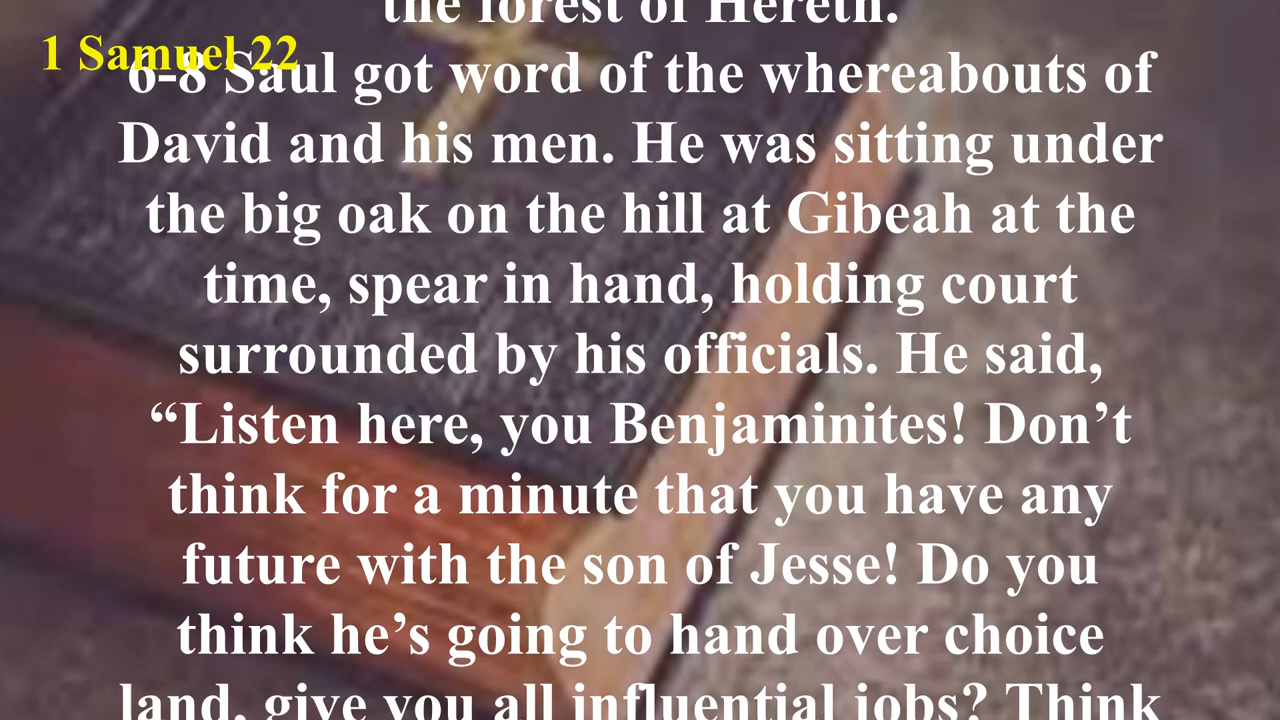 the forest of Hereth.
1 Samuel 22
6-8 Saul got word of the whereabouts of
David and his men. He was sitting under
the big oak on the hill at Gibeah at the
time, spear in hand, holding court
surrounded by his officials. He said,
“Listen here, you Benjaminites! Don’t
think for a minute that you have any
future with the son of Jesse! Do you
think he’s going to hand over choice
land, give you all influential jobs? Think